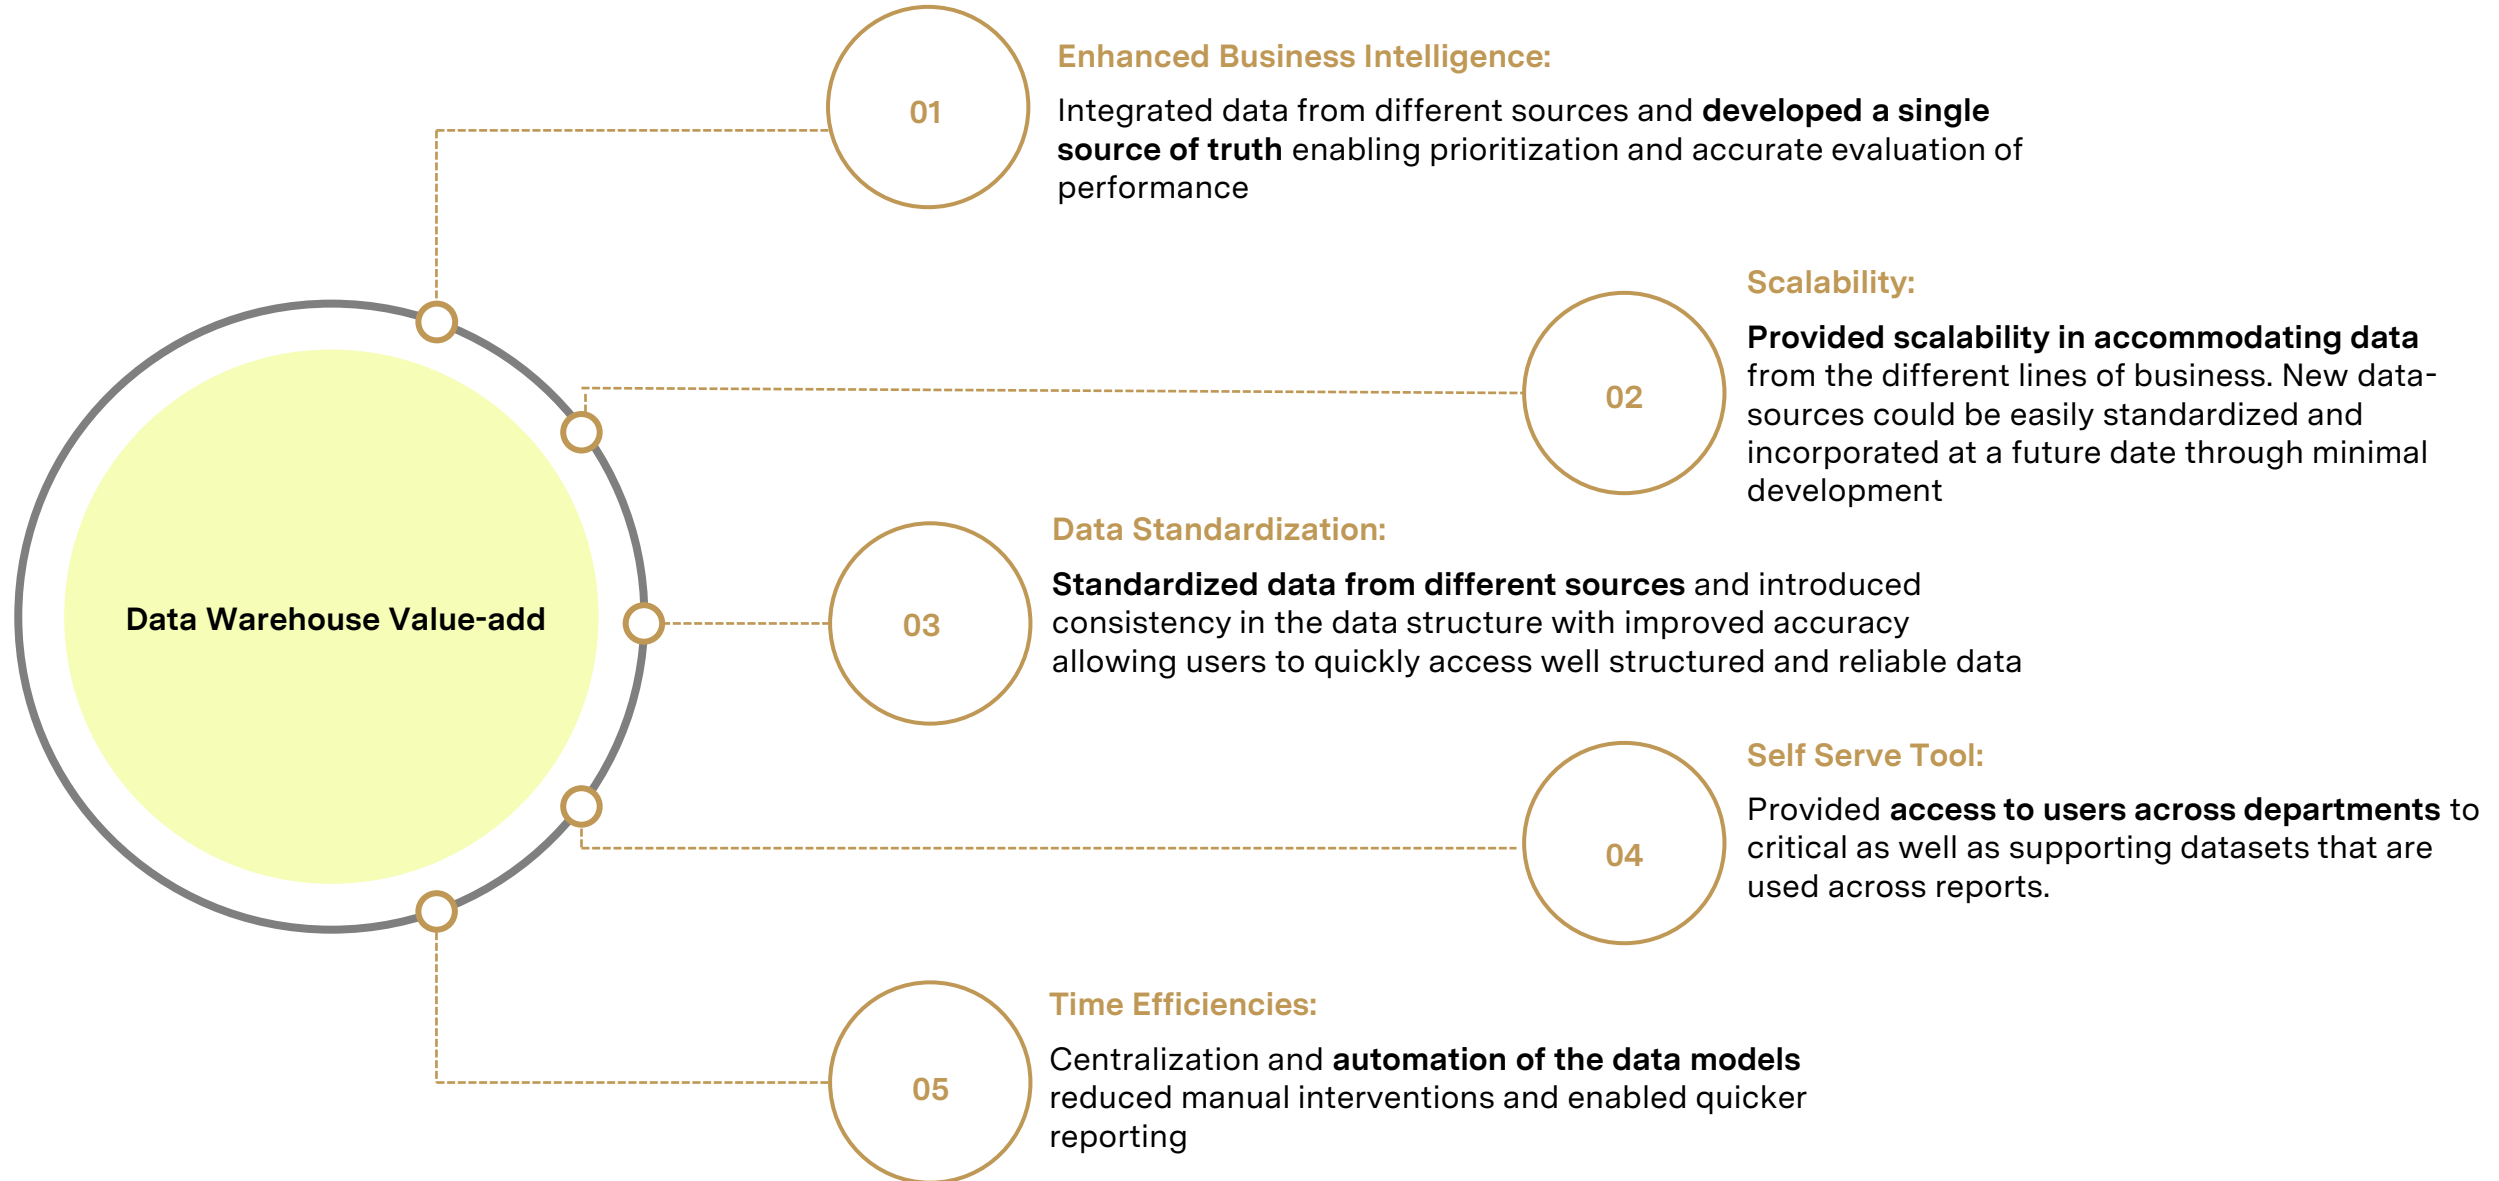 Data Warehouse Value-add
01
Enhanced Business Intelligence:
Integrated data from different sources and developed a single
source of truth enabling prioritization and accurate evaluation of
performance
02
Scalability:
Provided scalability in accommodating data
from the different lines of business. New data-
sources could be easily standardized and
incorporated at a future date through minimal
development
03
Data Standardization:
Standardized data from different sources and introduced
consistency in the data structure with improved accuracy
allowing users to quickly access well structured and reliable data
04
Self Serve Tool:
Provided access to users across departments to
critical as well as supporting datasets that are
used across reports.
05
Time Efficiencies:
Centralization and automation of the data models
reduced manual interventions and enabled quicker
reporting